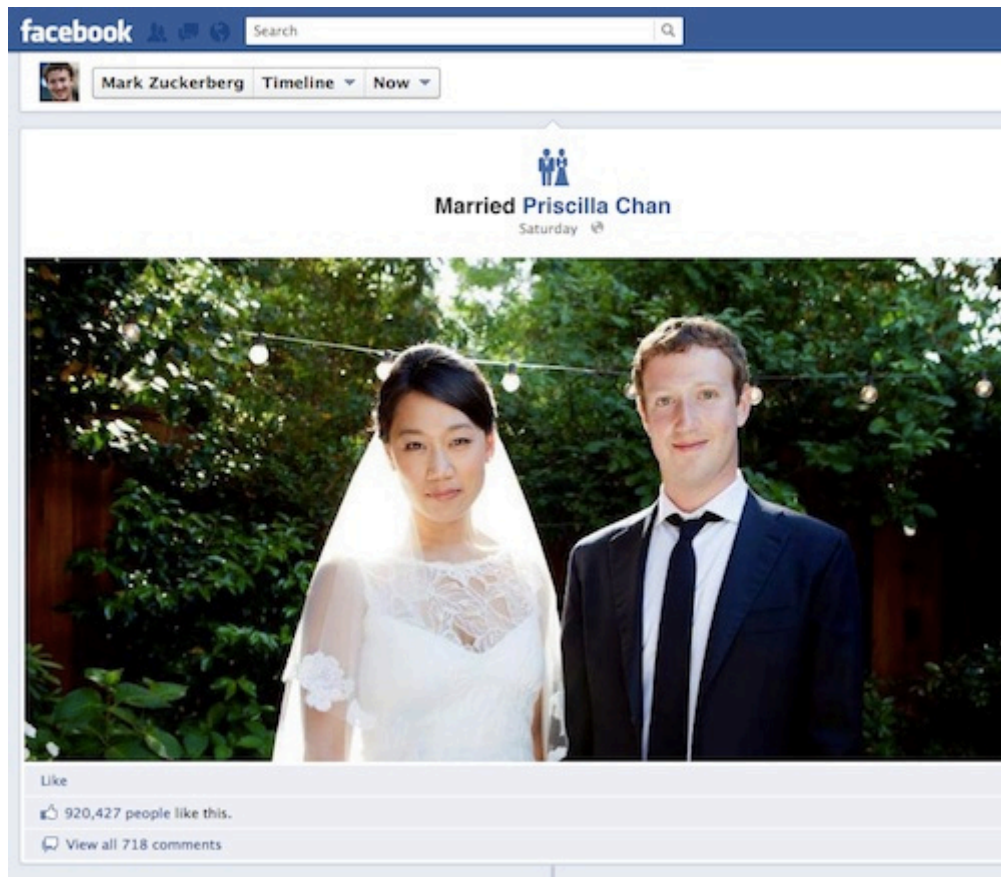 facebook Search
Mark Zuckerberg Timeline Now
Married Priscilla Chan
Saturday
Like
920,427 people like this.
View all 718 comments